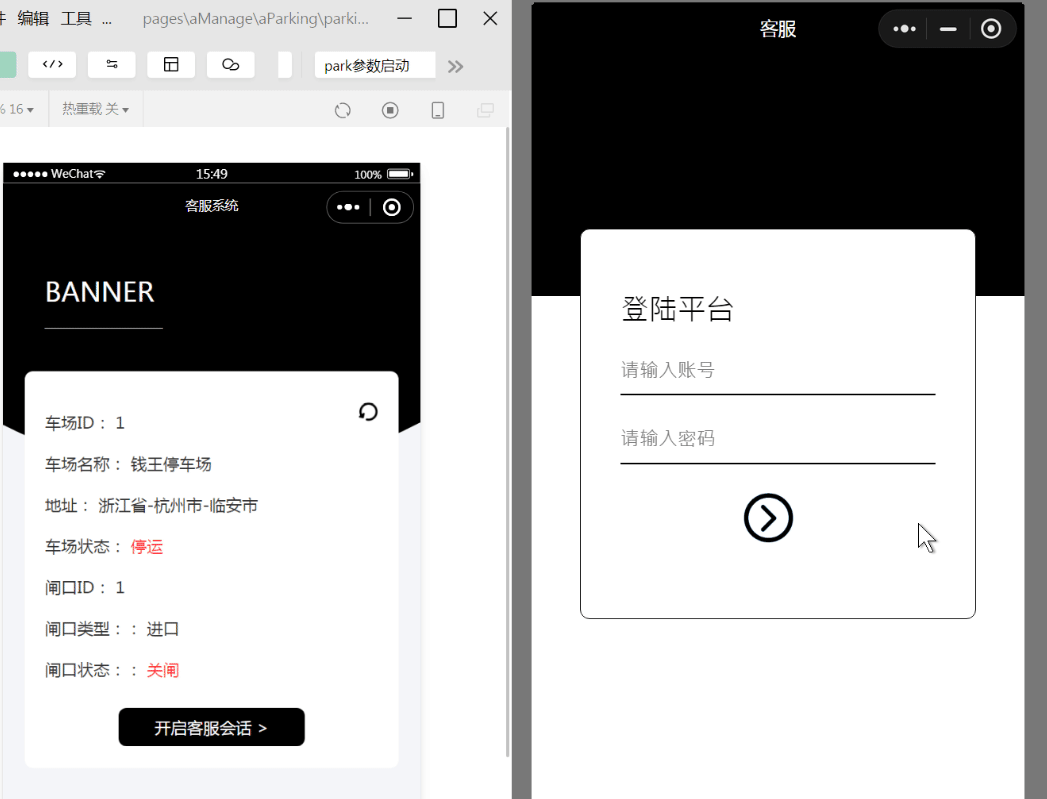 编辑 工具 ... pages\aManage\aParking\parki...
</> park参数启动
% 16 热重载 关
WeChat 15:49 100%
客服系统
BANNER
车场ID： 1
车场名称： 钱王停车场
地址： 浙江省-杭州市-临安市
车场状态： 停运
闸口ID： 1
闸口类型：： 进口
闸口状态：： 关闸
开启客服会话 >
客服
登陆平台
请输入账号
请输入密码